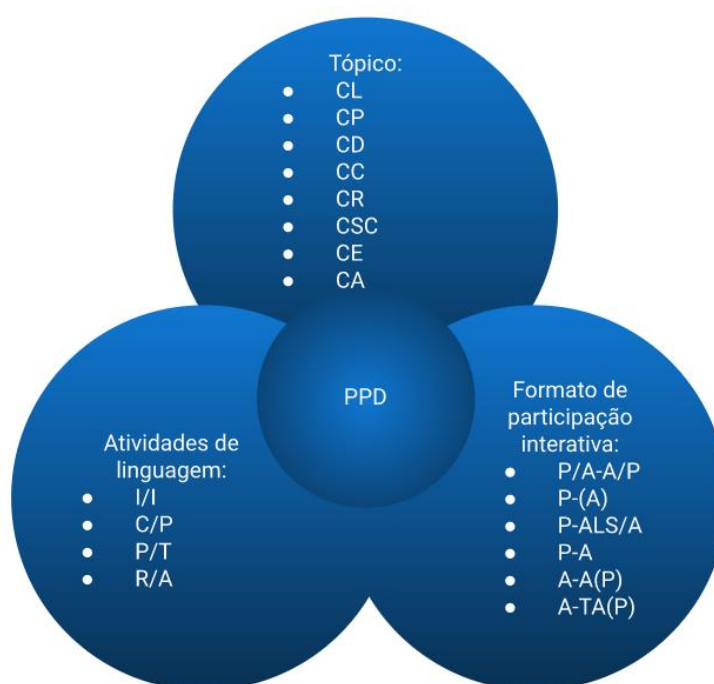 Tópico:
● CL
● CP
● CD
● CC
● CR
● CSC
● CE
● CA
PPD
Atividades de
linguagem:
● I/I
● C/P
● P/T
● R/A
Formato de
participação
interativa:
● P/A-A/P
● P-(A)
● P-ALS/A
● P-A
● A-A(P)
● A-TA(P)